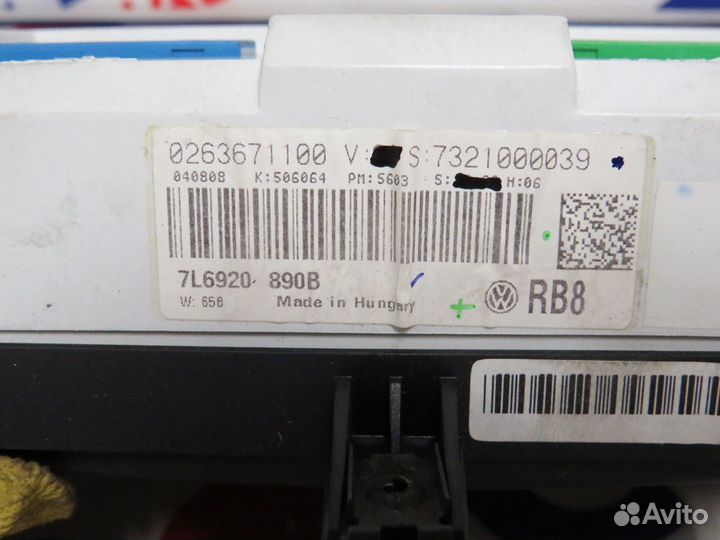 0263671100 V: S:7321000039
040808 K:506064 PM:5603 S: H:06
7L6920 890B
RB8
W: 658 Made in Hungary
Avito